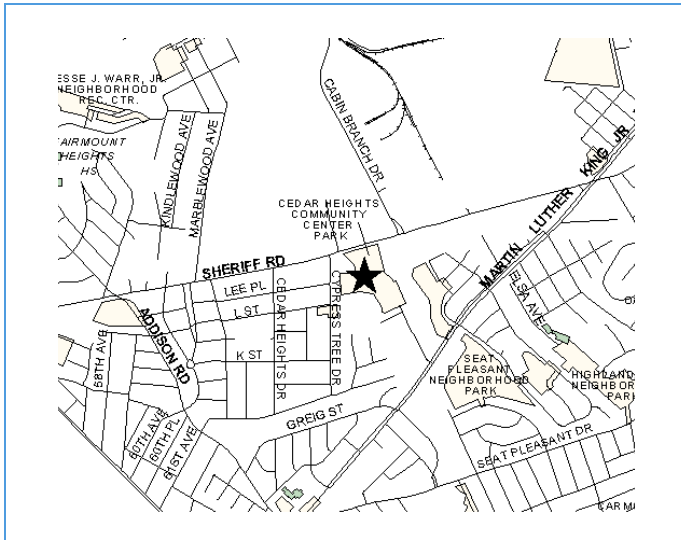 ESSE J. WARR, JR.
NEIGHBORHOOD
REC. CTR.
FAIRMOUNT
HEIGHTS
HS
KINDLEWOOD AVE
MARBLEWOOD AVE
CABIN BRANCH DR
CEDAR HEIGHTS
COMMUNITY
CENTER
PARK
MARTIN LUTHER KING JR
SHERIFF RD
LEE PL
L ST
K ST
ADDISON RD
CEDAR HEIGHTS DR
CYPRESS TREE DR
ELSA AVE
68TH AVE
60TH AVE
60TH PL
61ST AVE
GREIG ST
SEAT
PLEASANT
NEIGHBORHOOD
PARK
HIGHLAND
NEIGHBOR
PARK
SEAT PLEASANT DR
CARM